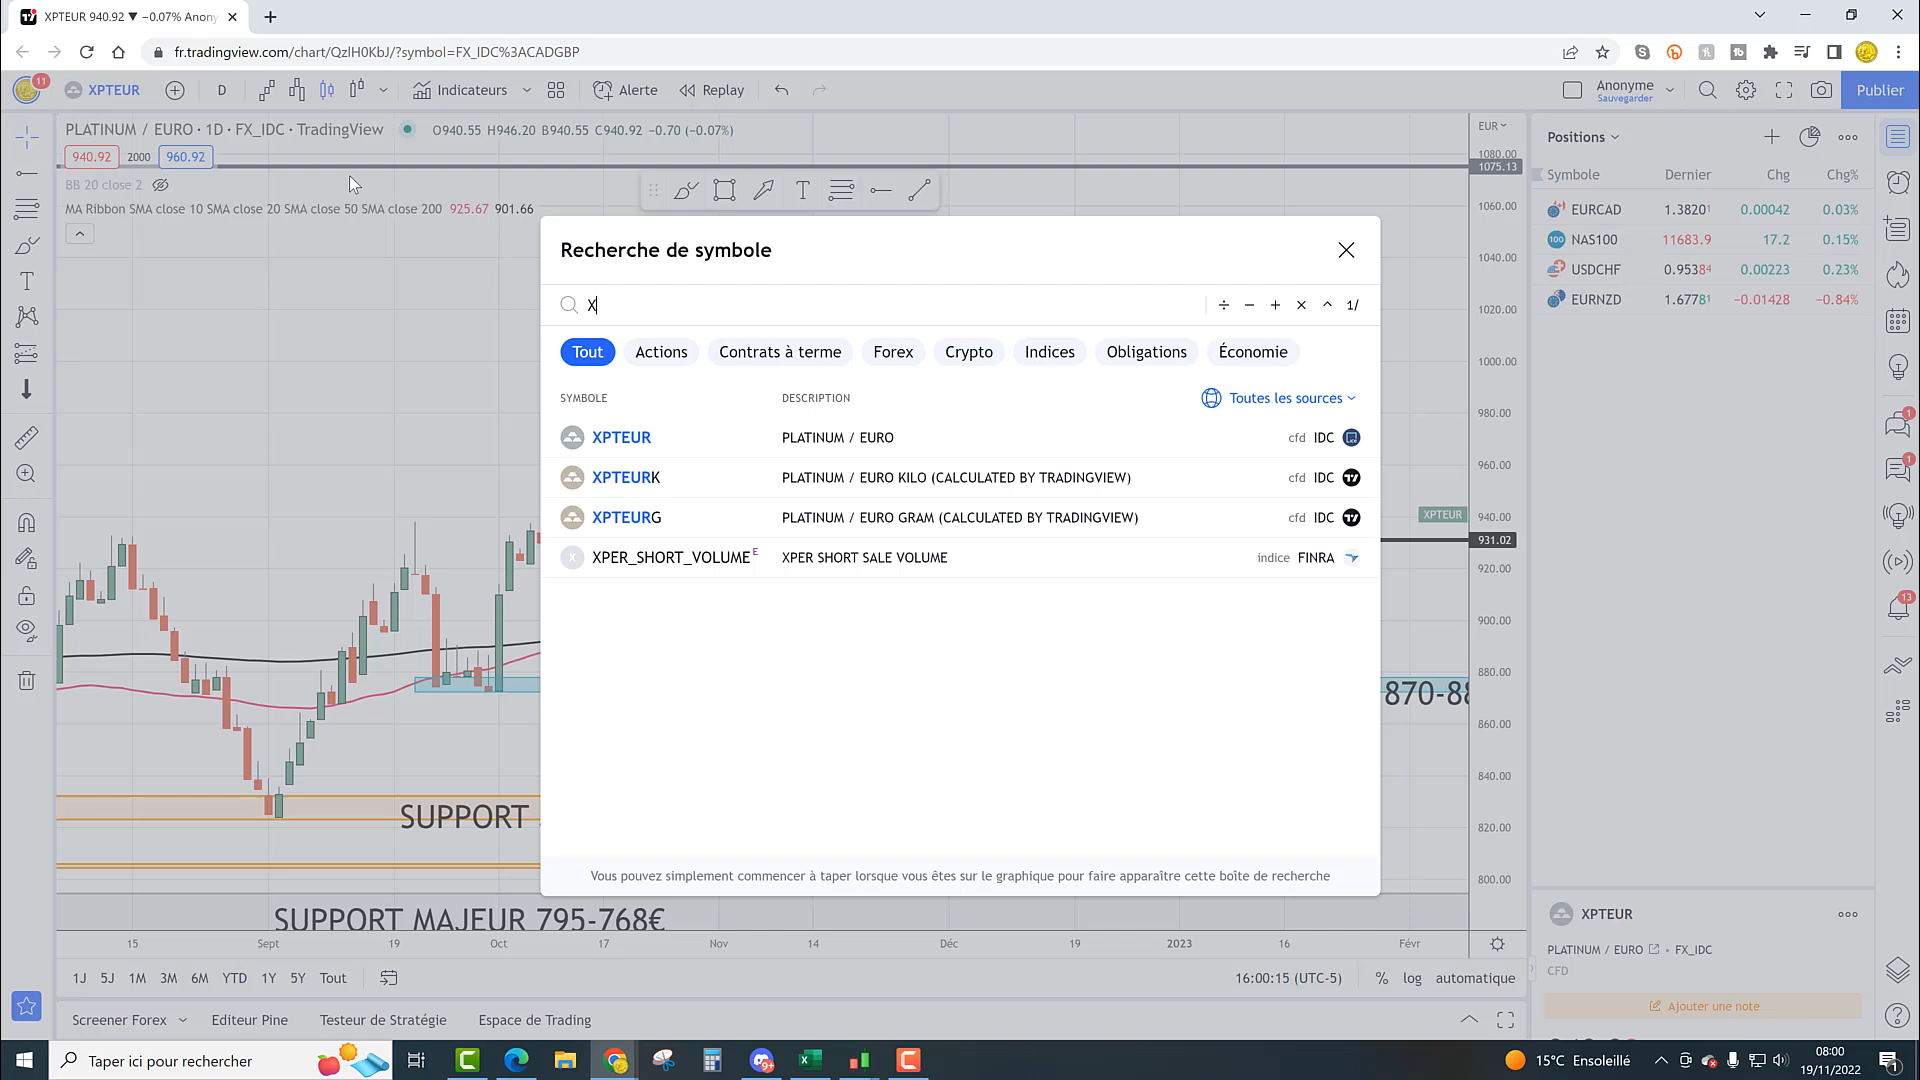 XPTEUR 940.92 ▼ −0.07% Anony
fr.tradingview.com/chart/QzlH0KbJ/?symbol=FX_IDC%3ACADGBP
11
XPTEUR
D
Indicateurs
Alerte
Replay
Anonyme
Sauvegarder
Publier
PLATINUM / EURO · 1D · FX_IDC · TradingView
O940.55 H946.20 B940.55 C940.92 −0.70 (−0.07%)
940.92
2000
960.92
BB 20 close 2
MA Ribbon SMA close 10 SMA close 20 SMA close 50 SMA close 200 925.67 901.66
Recherche de symbole
X
÷ − + × ^ 1/
Tout
Actions
Contrats à terme
Forex
Crypto
Indices
Obligations
Économie
SYMBOLE
DESCRIPTION
Toutes les sources
XPTEUR
PLATINUM / EURO
cfd IDC
XPTEURK
PLATINUM / EURO KILO (CALCULATED BY TRADINGVIEW)
cfd IDC
XPTEURG
PLATINUM / EURO GRAM (CALCULATED BY TRADINGVIEW)
cfd IDC
X
XPER_SHORT_VOLUME E
XPER SHORT SALE VOLUME
indice FINRA
Vous pouvez simplement commencer à taper lorsque vous êtes sur le graphique pour faire apparaître cette boîte de recherche
EUR
1080.00
1075.13
1060.00
1040.00
1020.00
1000.00
980.00
960.00
XPTEUR
940.00
931.02
920.00
900.00
880.00
860.00
840.00
820.00
800.00
870-88
SUPPORT
SUPPORT MAJEUR 795-768€
15
Sept
19
Oct
17
Nov
14
Déc
19
2023
16
Févr
1J 5J 1M 3M 6M YTD 1Y 5Y Tout
16:00:15 (UTC-5)
% log automatique
Screener Forex
Editeur Pine
Testeur de Stratégie
Espace de Trading
Positions
Symbole Dernier Chg Chg%
EURCAD 1.38201 0.00042 0.03%
100 NAS100 11683.9 17.2 0.15%
USDCHF 0.95384 0.00223 0.23%
EURNZD 1.67781 −0.01428 −0.84%
1
1
13
XPTEUR
PLATINUM / EURO • FX_IDC
CFD
Ajouter une note
Taper ici pour rechercher
9+
15°C Ensoleillé
08:00
19/11/2022
1